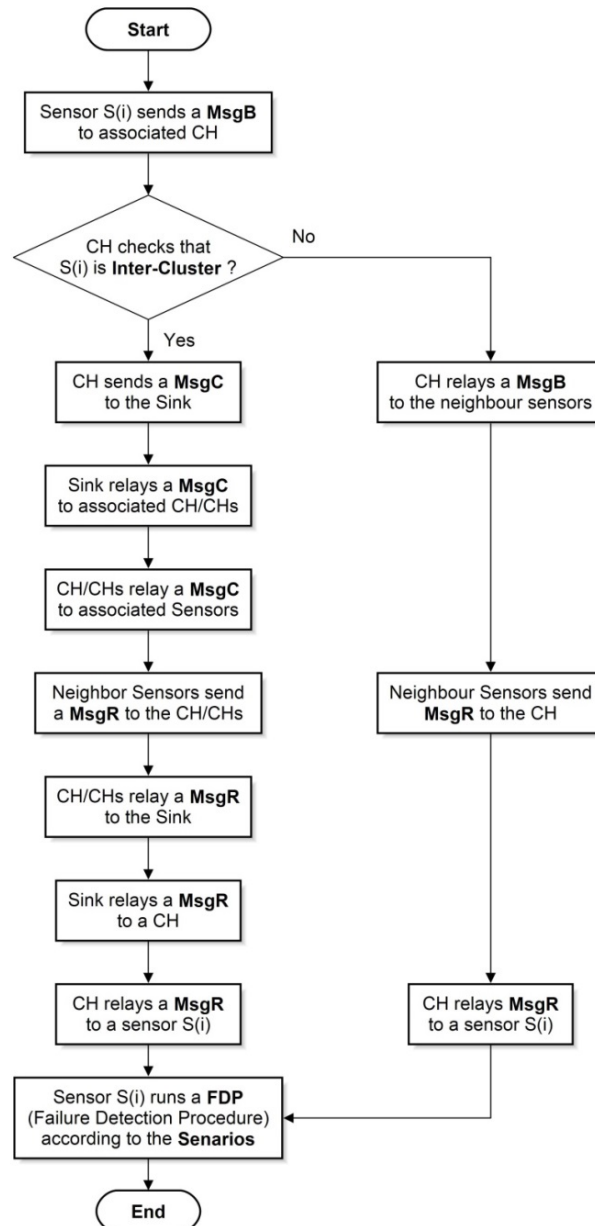 Start
Sensor S(i) sends a MsgB
to associated CH
CH checks that
S(i) is Inter-Cluster ?
No
Yes
CH sends a MsgC
to the Sink
CH relays a MsgB
to the neighbour sensors
Sink relays a MsgC
to associated CH/CHs
CH/CHs relay a MsgC
to associated Sensors
Neighbor Sensors send
a MsgR to the CH/CHs
Neighbour Sensors send
MsgR to the CH
CH/CHs relay a MsgR
to the Sink
Sink relays a MsgR
to a CH
CH relays a MsgR
to a sensor S(i)
CH relays MsgR
to a sensor S(i)
Sensor S(i) runs a FDP
(Failure Detection Procedure)
according to the Senarios
End